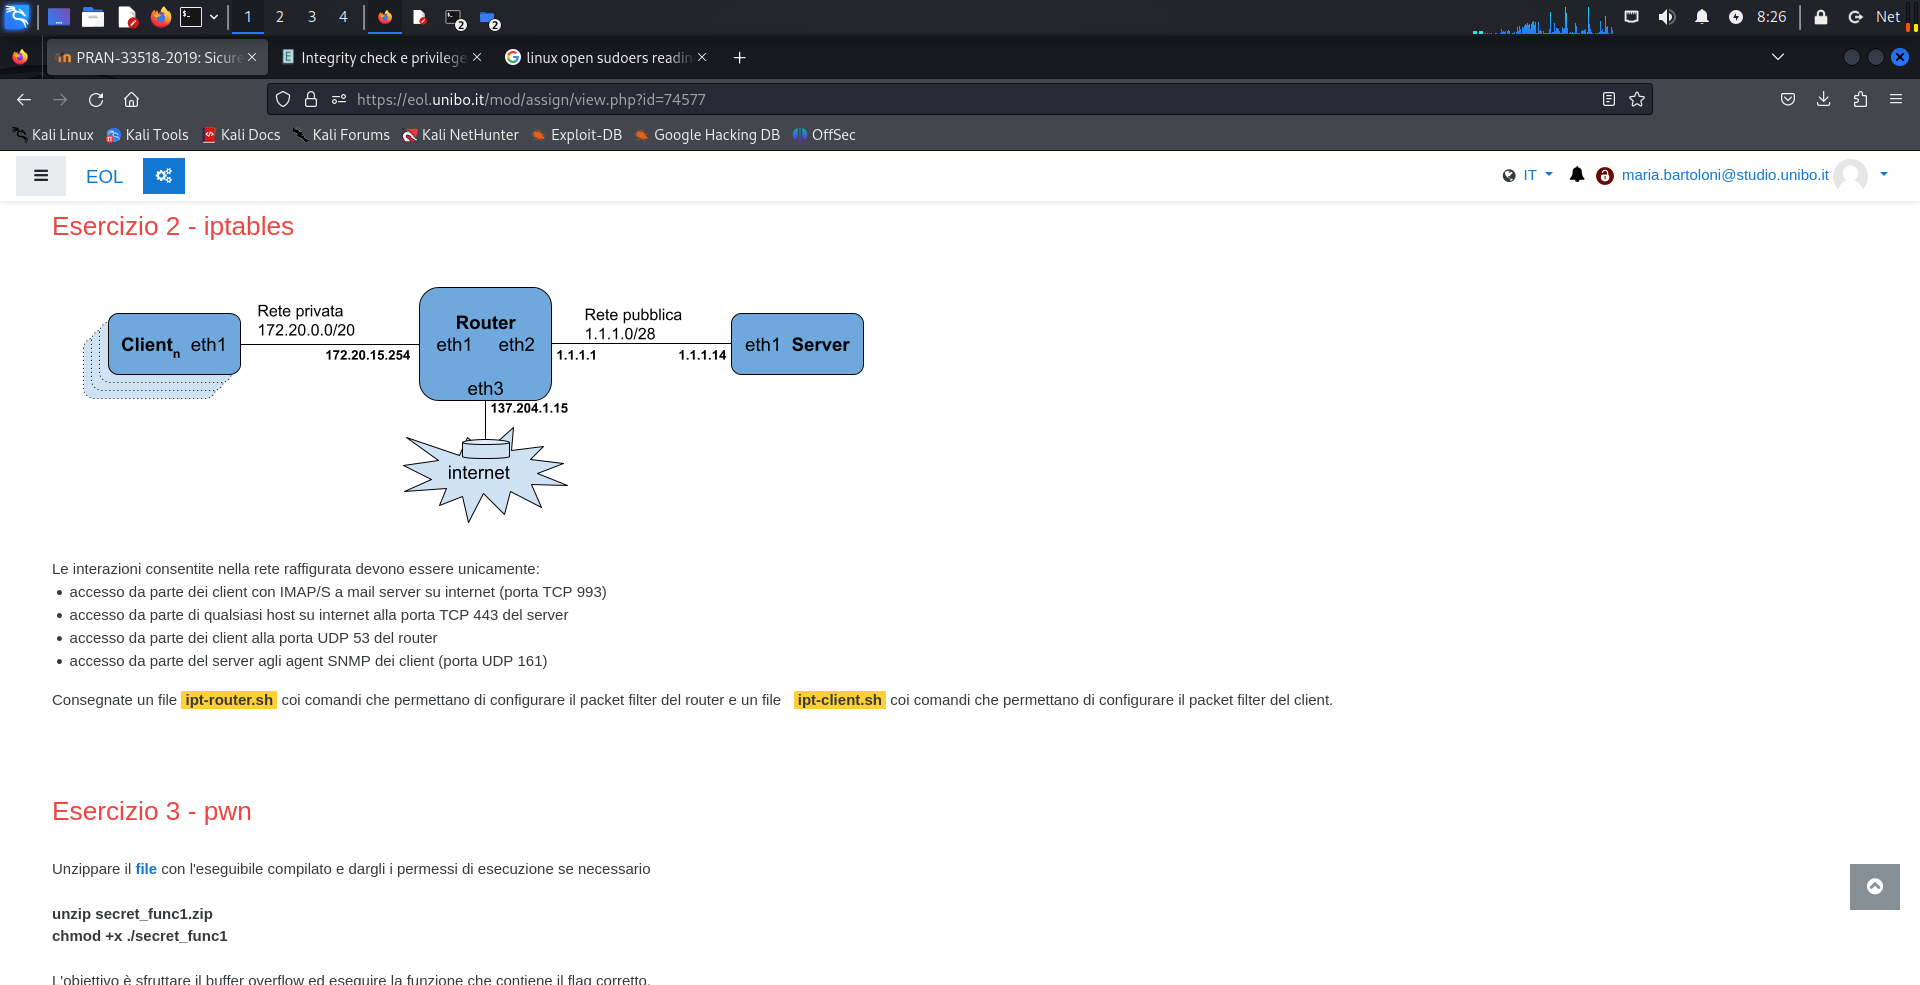 1
2
3
4
2
2
8:26
Net
PRAN-33518-2019: Sicure
Integrity check e privilege
linux open sudoers readin
https://eol.unibo.it/mod/assign/view.php?id=74577
Kali Linux
Kali Tools
Kali Docs
Kali Forums
Kali NetHunter
Exploit-DB
Google Hacking DB
OffSec
EOL
IT
maria.bartoloni@studio.unibo.it
Esercizio 2 - iptables
Rete privata
172.20.0.0/20
Client n eth1
172.20.15.254
Router
eth1 eth2
eth3
Rete pubblica
1.1.1.0/28
1.1.1.1
1.1.1.14
eth1 Server
137.204.1.15
internet
Le interazioni consentite nella rete raffigurata devono essere unicamente:
• accesso da parte dei client con IMAP/S a mail server su internet (porta TCP 993)
• accesso da parte di qualsiasi host su internet alla porta TCP 443 del server
• accesso da parte dei client alla porta UDP 53 del router
• accesso da parte del server agli agent SNMP dei client (porta UDP 161)
Consegnate un file ipt-router.sh coi comandi che permettano di configurare il packet filter del router e un file ipt-client.sh coi comandi che permettano di configurare il packet filter del client.
Esercizio 3 - pwn
Unzippare il file con l'eseguibile compilato e dargli i permessi di esecuzione se necessario
unzip secret_func1.zip
chmod +x ./secret_func1
L'obiettivo è sfruttare il buffer overflow ed eseguire la funzione che contiene il flag corretto.